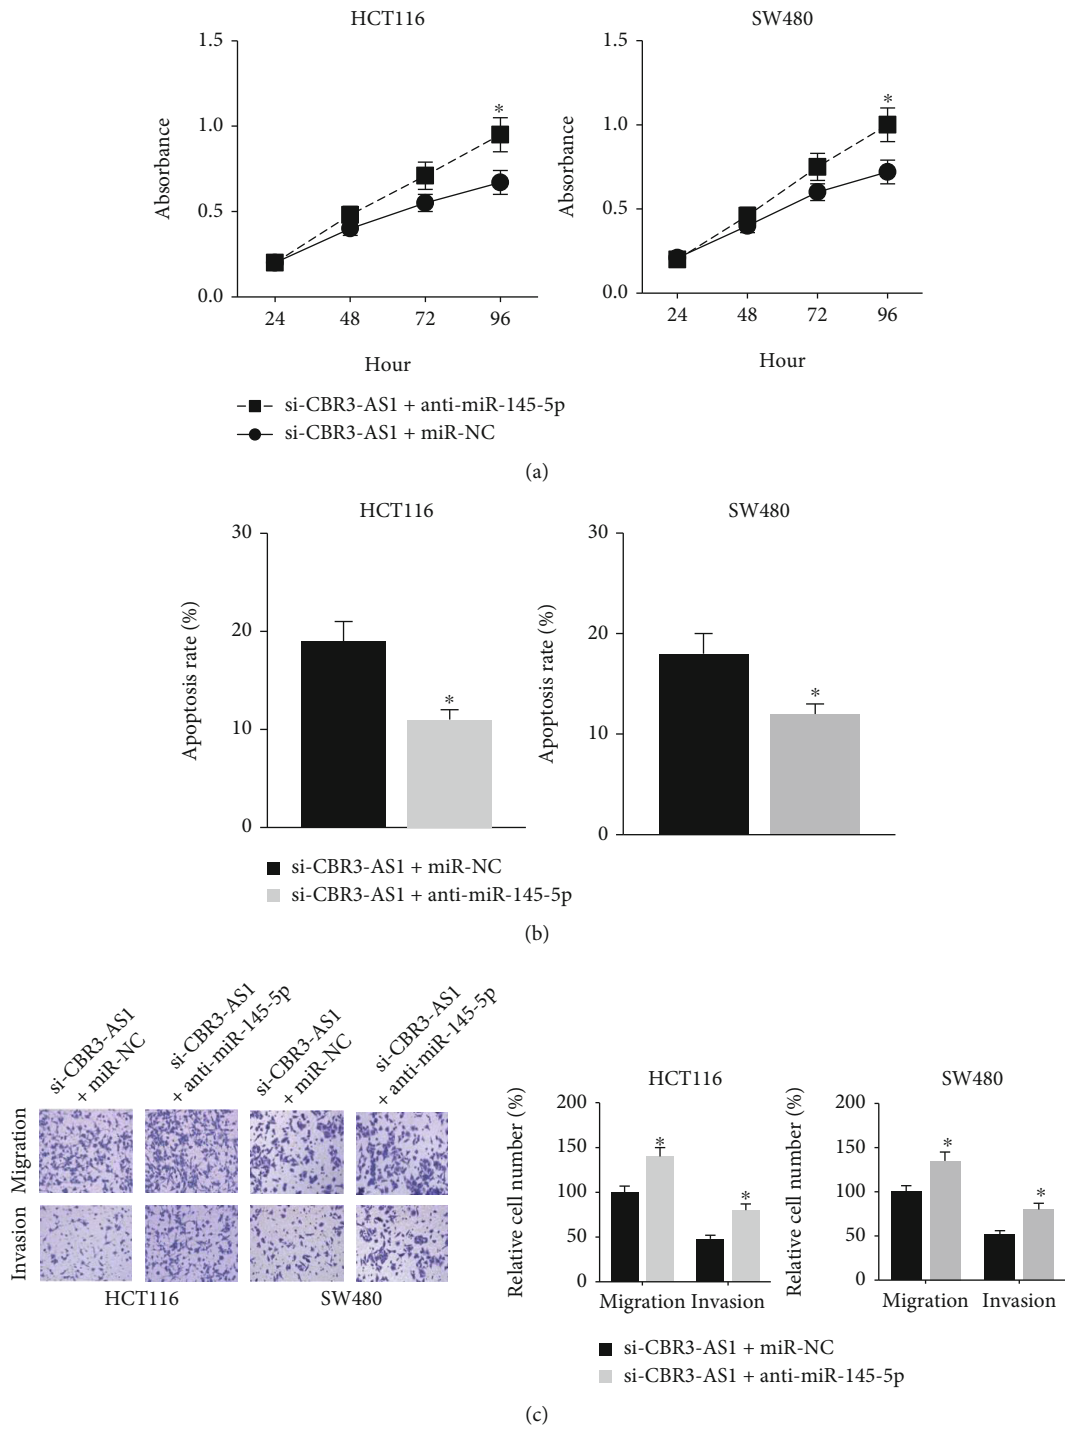 HCT116
SW480
1.5
1.0
0.5
0.0
Absorbance
24 48 72 96
Hour
1.5
1.0
0.5
0.0
Absorbance
24 48 72 96
Hour
*
*
si-CBR3-AS1 + anti-miR-145-5p
si-CBR3-AS1 + miR-NC
(a)
HCT116
SW480
30
20
10
0
Apoptosis rate (%)
*
30
20
10
0
Apoptosis rate (%)
*
si-CBR3-AS1 + miR-NC
si-CBR3-AS1 + anti-miR-145-5p
(b)
si-CBR3-AS1
+ miR-NC
si-CBR3-AS1
+ anti-miR-145-5p
si-CBR3-AS1
+ miR-NC
si-CBR3-AS1
+ anti-miR-145-5p
Migration
Invasion
HCT116
SW480
HCT116
200
150
100
50
0
Relative cell number (%)
*
*
Migration Invasion
SW480
200
150
100
50
0
Relative cell number (%)
*
*
Migration Invasion
si-CBR3-AS1 + miR-NC
si-CBR3-AS1 + anti-miR-145-5p
(c)